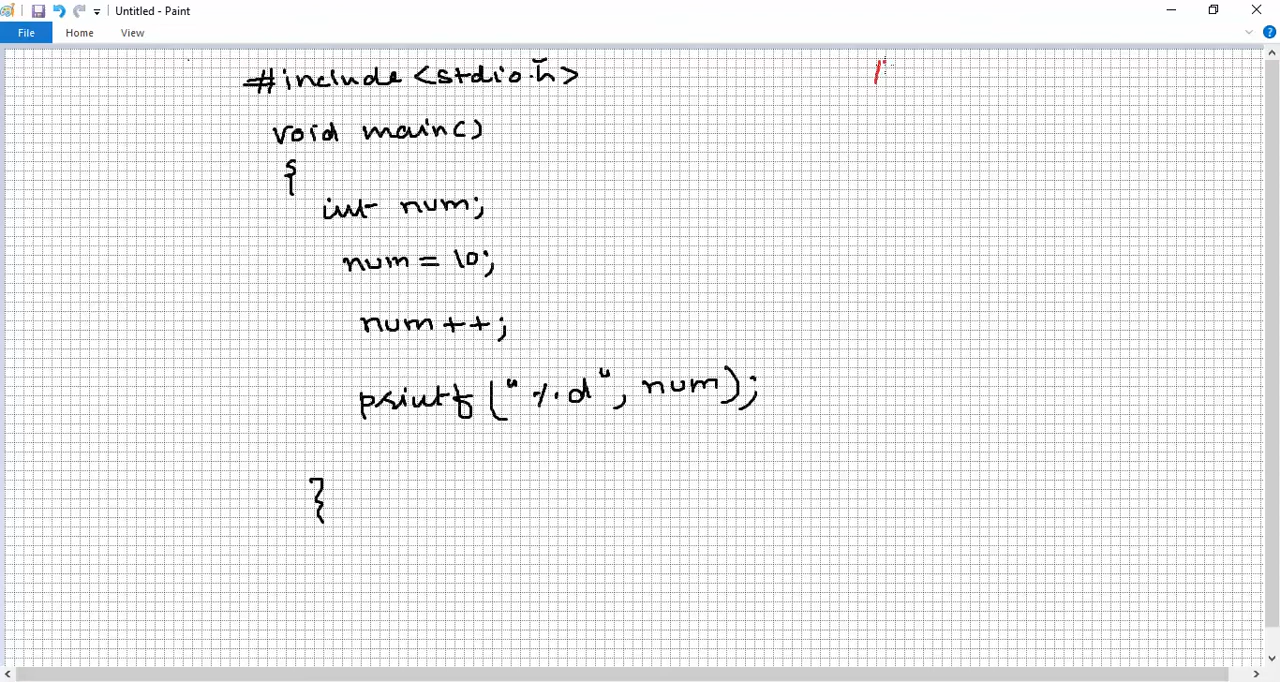 Untitled - Paint
File Home View
#include <stdio.h>
void main()
{
int num;
num = 10;
num ++;
printf ("%d", num);
}